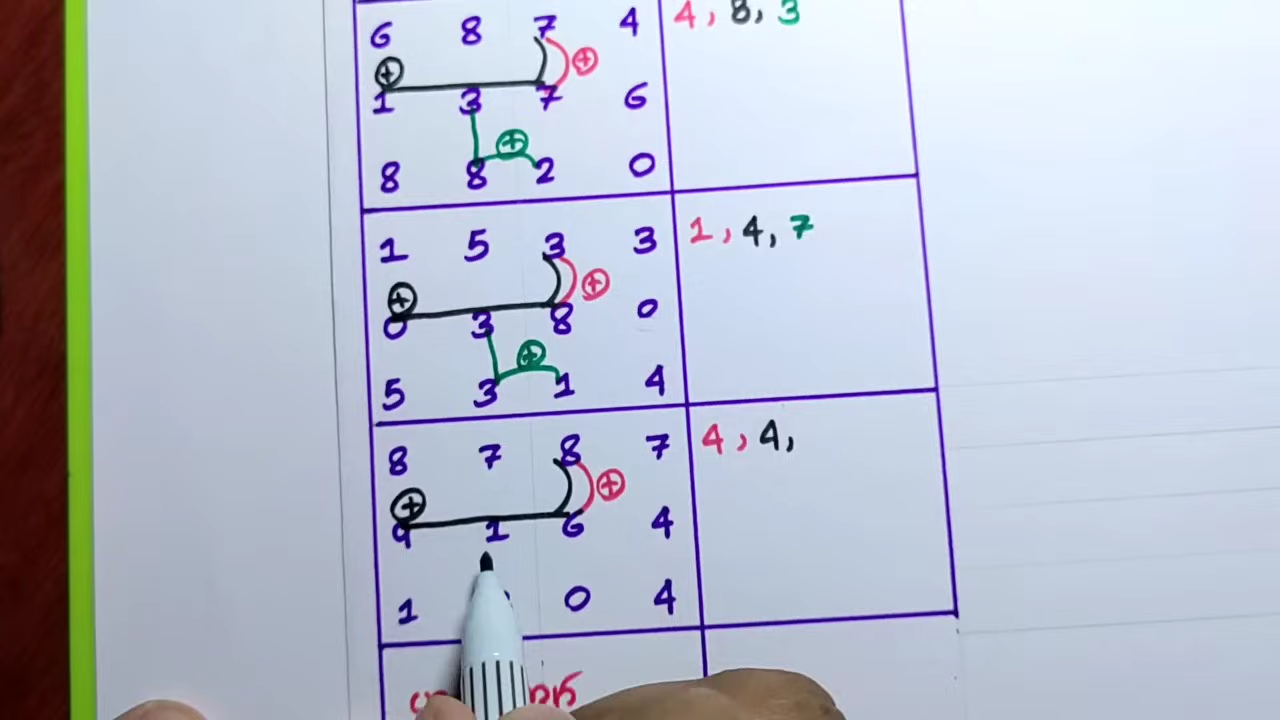 6 8 7 4 4, 8, 3
+ +
1 3 7 6
+
8 8 2 0
1 5 3 3 1, 4, 7
+ +
0 3 8 0
+
5 3 1 4
8 7 8 7 4, 4,
+ +
9 1 6 4
1 0 4